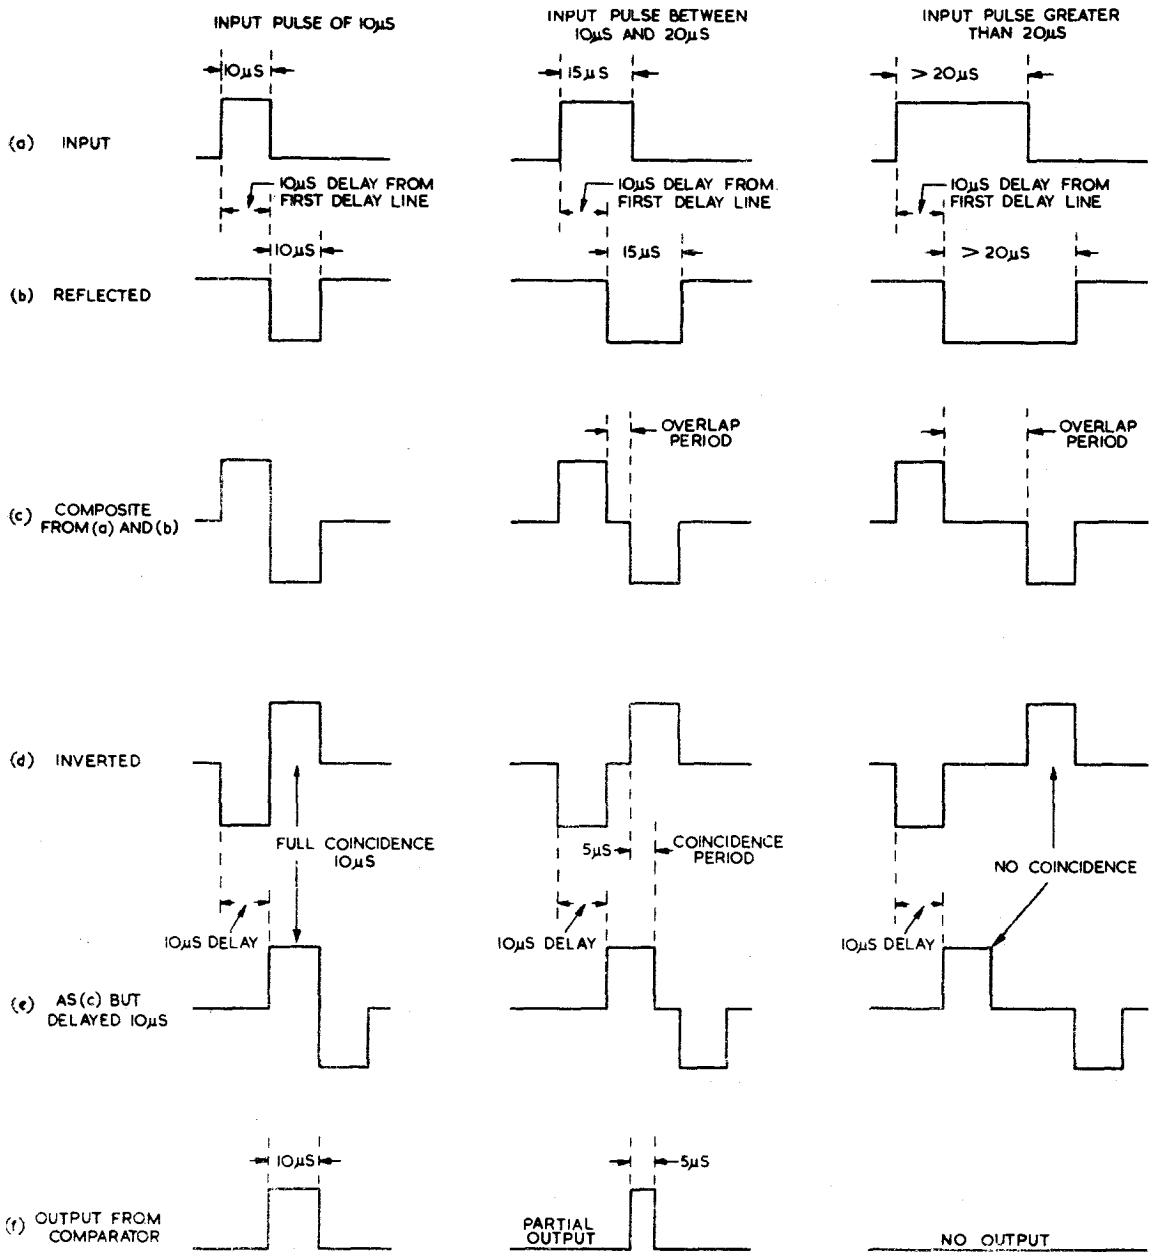 INPUT PULSE OF 10µS
INPUT PULSE BETWEEN
10µS AND 20µS
INPUT PULSE GREATER
THAN 20µS
10µS
15µS
> 20µS
(a) INPUT
10µS DELAY FROM
FIRST DELAY LINE
10µS DELAY FROM
FIRST DELAY LINE
10µS DELAY FROM
FIRST DELAY LINE
10µS
15µS
> 20µS
(b) REFLECTED
OVERLAP
PERIOD
OVERLAP
PERIOD
(c) COMPOSITE
FROM (a) AND (b)
(d) INVERTED
FULL COINCIDENCE
10µS
5µS
COINCIDENCE
PERIOD
NO COINCIDENCE
10µS DELAY
10µS DELAY
10µS DELAY
(e) AS (c) BUT
DELAYED 10µS
10µS
5µS
(f) OUTPUT FROM
COMPARATOR
PARTIAL
OUTPUT
NO OUTPUT